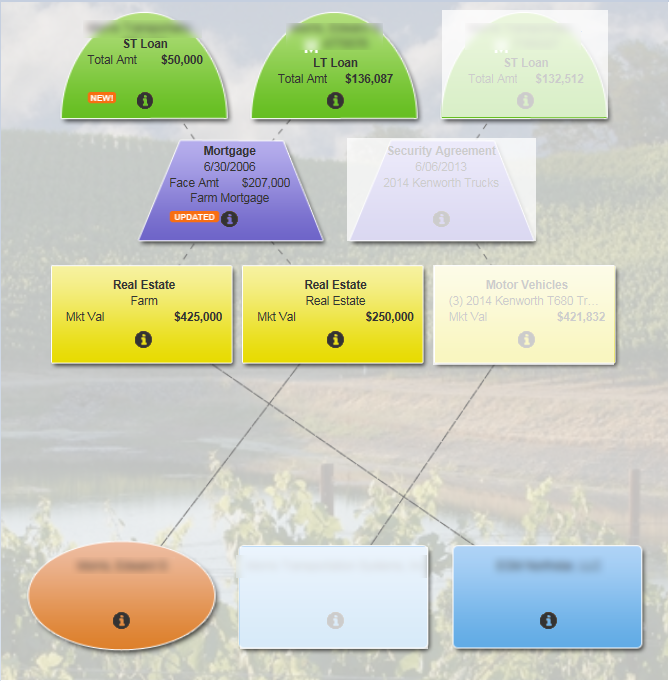 ST Loan
Total Amt $50,000
NEW!
LT Loan
Total Amt $136,087
ST Loan
Total Amt $132,512
Mortgage
6/30/2006
Face Amt $207,000
Farm Mortgage
UPDATED
Security Agreement
6/06/2013
2014 Kenworth Trucks
Real Estate
Farm
Mkt Val $425,000
Real Estate
Real Estate
Mkt Val $250,000
Motor Vehicles
(3) 2014 Kenworth T680 Tr...
Mkt Val $421,832